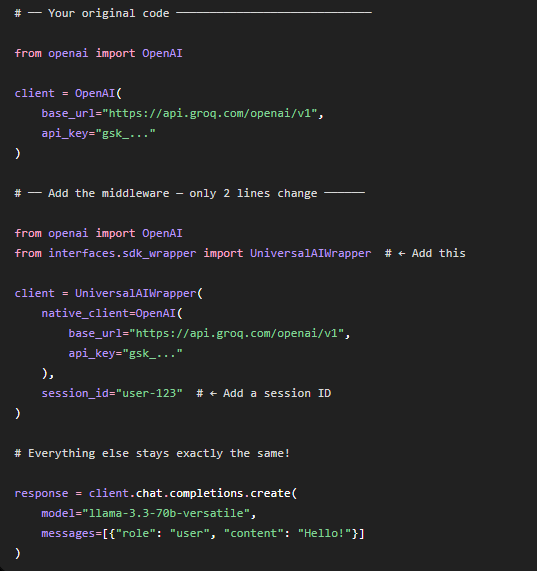 # —— Your original code ——————————————————
from openai import OpenAI
client = OpenAI(
    base_url="https://api.groq.com/openai/v1",
    api_key="gsk_..."
)
# —— Add the middleware — only 2 lines change ——————
from openai import OpenAI
from interfaces.sdk_wrapper import UniversalAIWrapper  # ← Add this
client = UniversalAIWrapper(
    native_client=OpenAI(
        base_url="https://api.groq.com/openai/v1",
        api_key="gsk_..."
    ),
    session_id="user-123"  # ← Add a session ID
)
# Everything else stays exactly the same!
response = client.chat.completions.create(
    model="llama-3.3-70b-versatile",
    messages=[{"role": "user", "content": "Hello!"}]
)